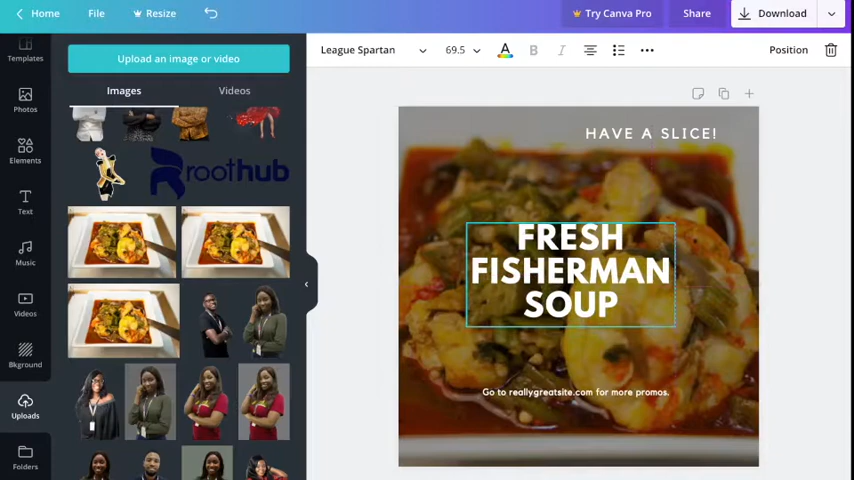 Home
File
Resize
Try Canva Pro
Share
Download
Templates
Upload an image or video
League Spartan
69.5
A
B
I
Position
Images
Videos
Photos
HAVE A SLICE!
Elements
roothub
Text
FRESH
FISHERMAN
SOUP
Music
Videos
Bkground
Go to reallygreatsite.com for more promos.
Uploads
Folders